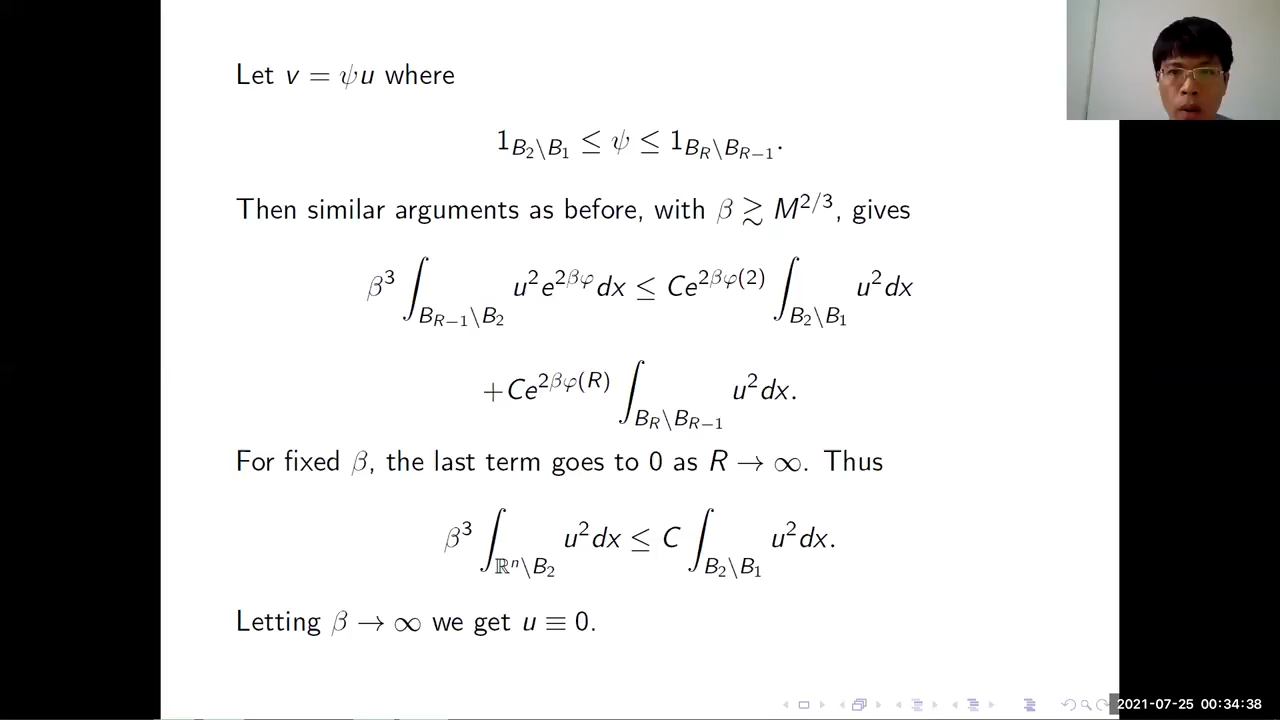 Let v = ψu where
1_{B_2\B_1} ≤ ψ ≤ 1_{B_R\B_{R−1}}.
Then similar arguments as before, with β ≳ M^{2/3}, gives
β^3 ∫_{B_{R−1}\B_2} u^2 e^{2βφ} dx ≤ Ce^{2βφ(2)} ∫_{B_2\B_1} u^2 dx
+Ce^{2βφ(R)} ∫_{B_R\B_{R−1}} u^2 dx.
For fixed β, the last term goes to 0 as R → ∞. Thus
β^3 ∫_{ℝ^n\B_2} u^2 dx ≤ C ∫_{B_2\B_1} u^2 dx.
Letting β → ∞ we get u ≡ 0.
2021-07-25 00:34:38